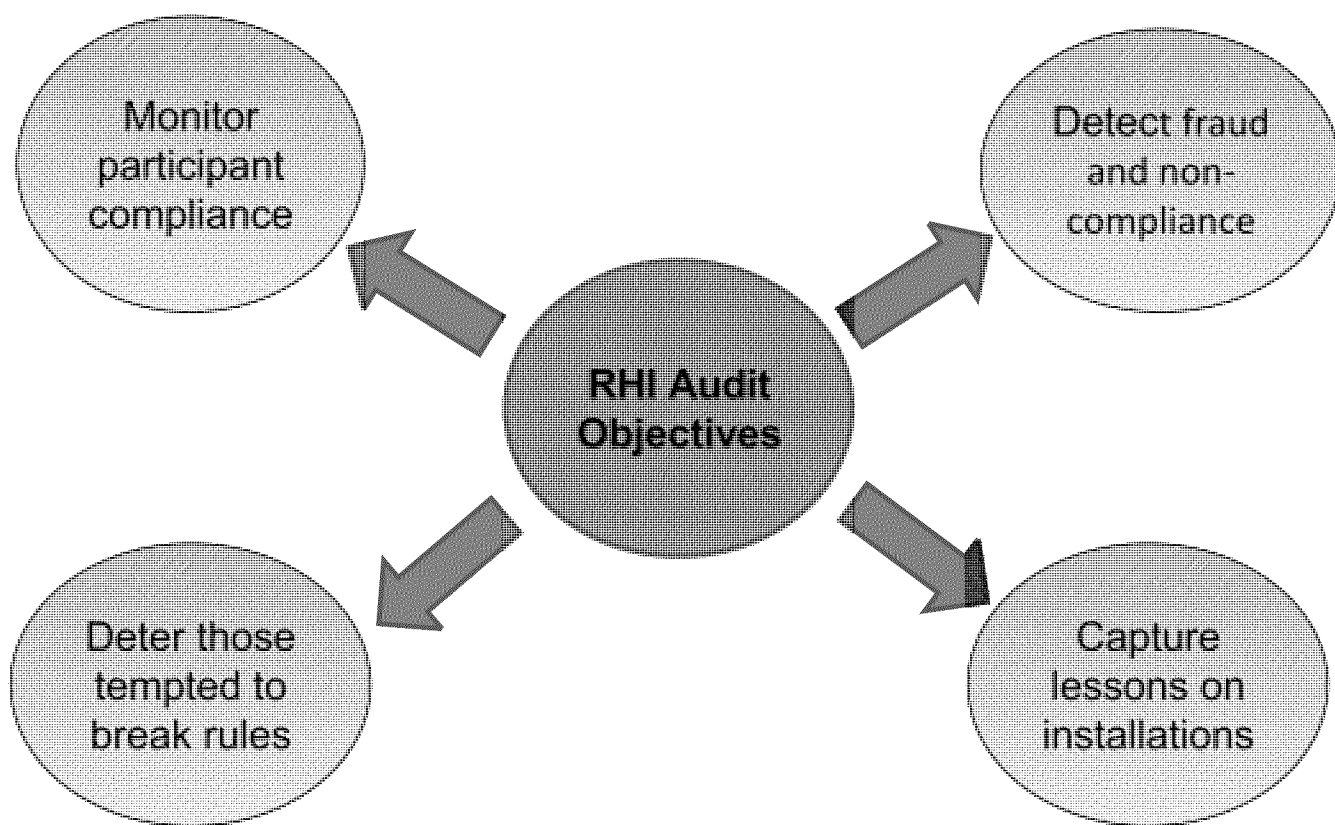 Monitor
participant
compliance
Detect fraud
and non-
compliance
RHI Audit
Objectives
Deter those
tempted to
break rules
Capture
lessons on
installations